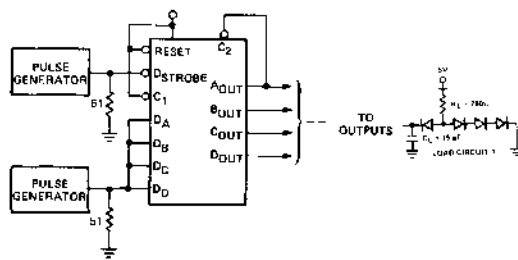 RESET
C2
PULSE
GENERATOR
DSTROBE
AOUT
C1
51
BOUT
DA
COUT
DB
DOUT
DC
DD
PULSE
GENERATOR
51
TO
OUTPUTS
5V
LOAD CIRCUIT 1